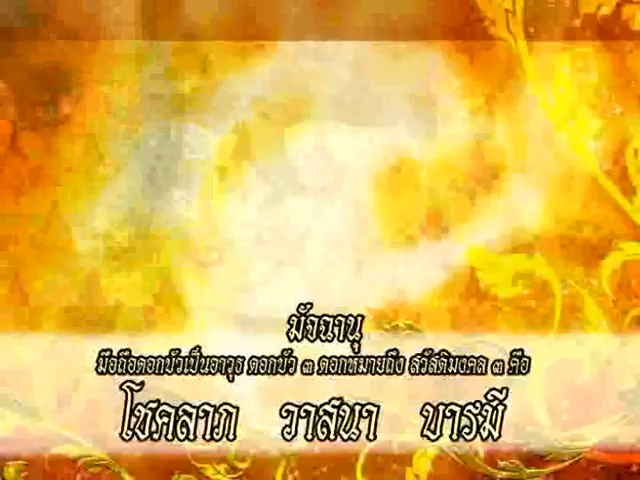 มัจฉานุ
มือถือดอกบัวเป็นอาวุธ ดอกบัว ๓ ดอกหมายถึง สวัสดิมงคล ๓ คือ
โชคลาภ วาสนา บารมี